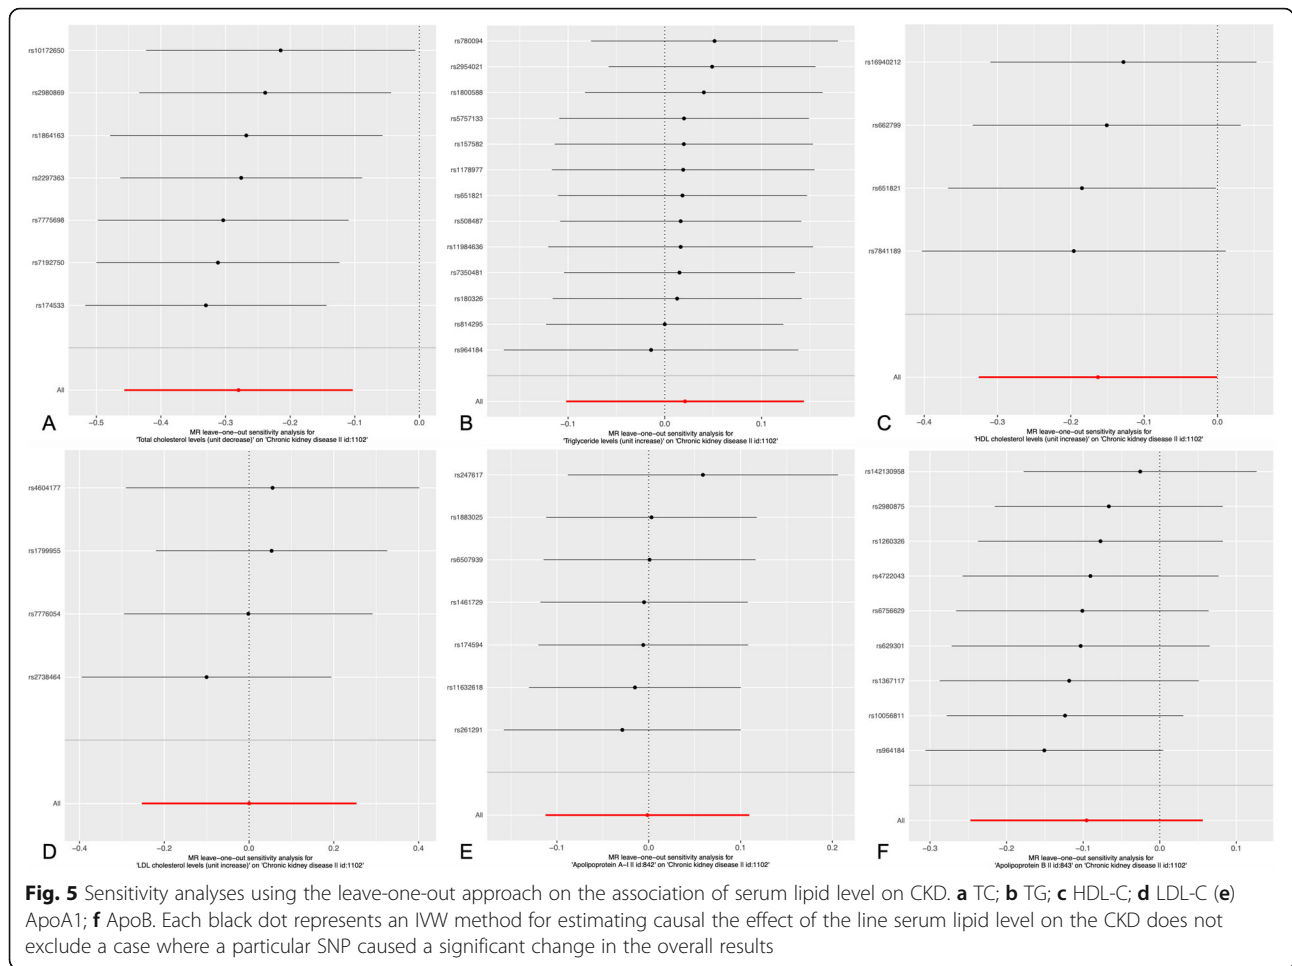 rs10172650
rs2980869
rs1864163
rs2297363
rs7775698
rs7192750
rs174533
All
A
−0.5 −0.4 −0.3 −0.2 −0.1 0.0
MR leave−one−out sensitivity analysis for
'Total cholesterol levels (unit decrease)' on 'Chronic kidney disease || id:1102'
rs780094
rs2954021
rs1800588
rs5757133
rs157582
rs1178977
rs651821
rs508487
rs11984636
rs7350481
rs180326
rs814295
rs964184
All
B
−0.1 0.0 0.1
MR leave−one−out sensitivity analysis for
'Triglyceride levels (unit increase)' on 'Chronic kidney disease || id:1102'
rs16940212
rs662799
rs651821
rs7841189
All
C
−0.4 −0.3 −0.2 −0.1 0.0
MR leave−one−out sensitivity analysis for
'HDL cholesterol levels (unit increase)' on 'Chronic kidney disease || id:1102'
rs4604177
rs1799955
rs7776054
rs2738464
All
D
−0.4 −0.2 0.0 0.2 0.4
MR leave−one−out sensitivity analysis for
'LDL cholesterol levels (unit increase)' on 'Chronic kidney disease || id:1102'
rs247617
rs1883025
rs6507939
rs1461729
rs174594
rs11632618
rs261291
All
E
−0.1 0.0 0.1 0.2
MR leave−one−out sensitivity analysis for
'Apolipoprotein A−I || id:842' on 'Chronic kidney disease || id:1102'
rs142130958
rs2980875
rs1260326
rs4722043
rs6756629
rs629301
rs1367117
rs10056811
rs964184
All
F
−0.3 −0.2 −0.1 0.0 0.1
MR leave−one−out sensitivity analysis for
'Apolipoprotein B || id:843' on 'Chronic kidney disease || id:1102'
Fig. 5 Sensitivity analyses using the leave-one-out approach on the association of serum lipid level on CKD. a TC; b TG; c HDL-C; d LDL-C (e)
ApoA1; f ApoB. Each black dot represents an IVW method for estimating causal the effect of the line serum lipid level on the CKD does not
exclude a case where a particular SNP caused a significant change in the overall results